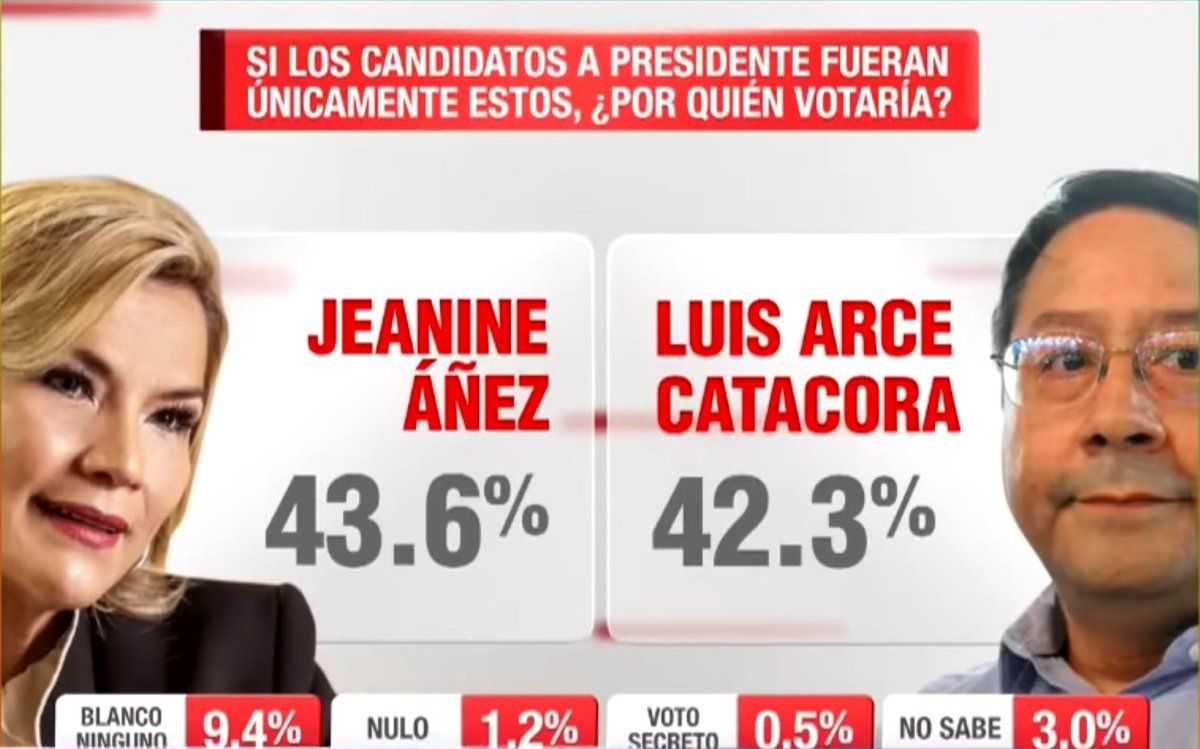 SI LOS CANDIDATOS A PRESIDENTE FUERAN
ÚNICAMENTE ESTOS, ¿POR QUIÉN VOTARÍA?
JEANINE
ÁÑEZ
43.6%
LUIS ARCE
CATACORA
42.3%
BLANCO
NINGUNO
9.4%
NULO
1.2%
VOTO
SECRETO
0.5%
NO SABE
3.0%